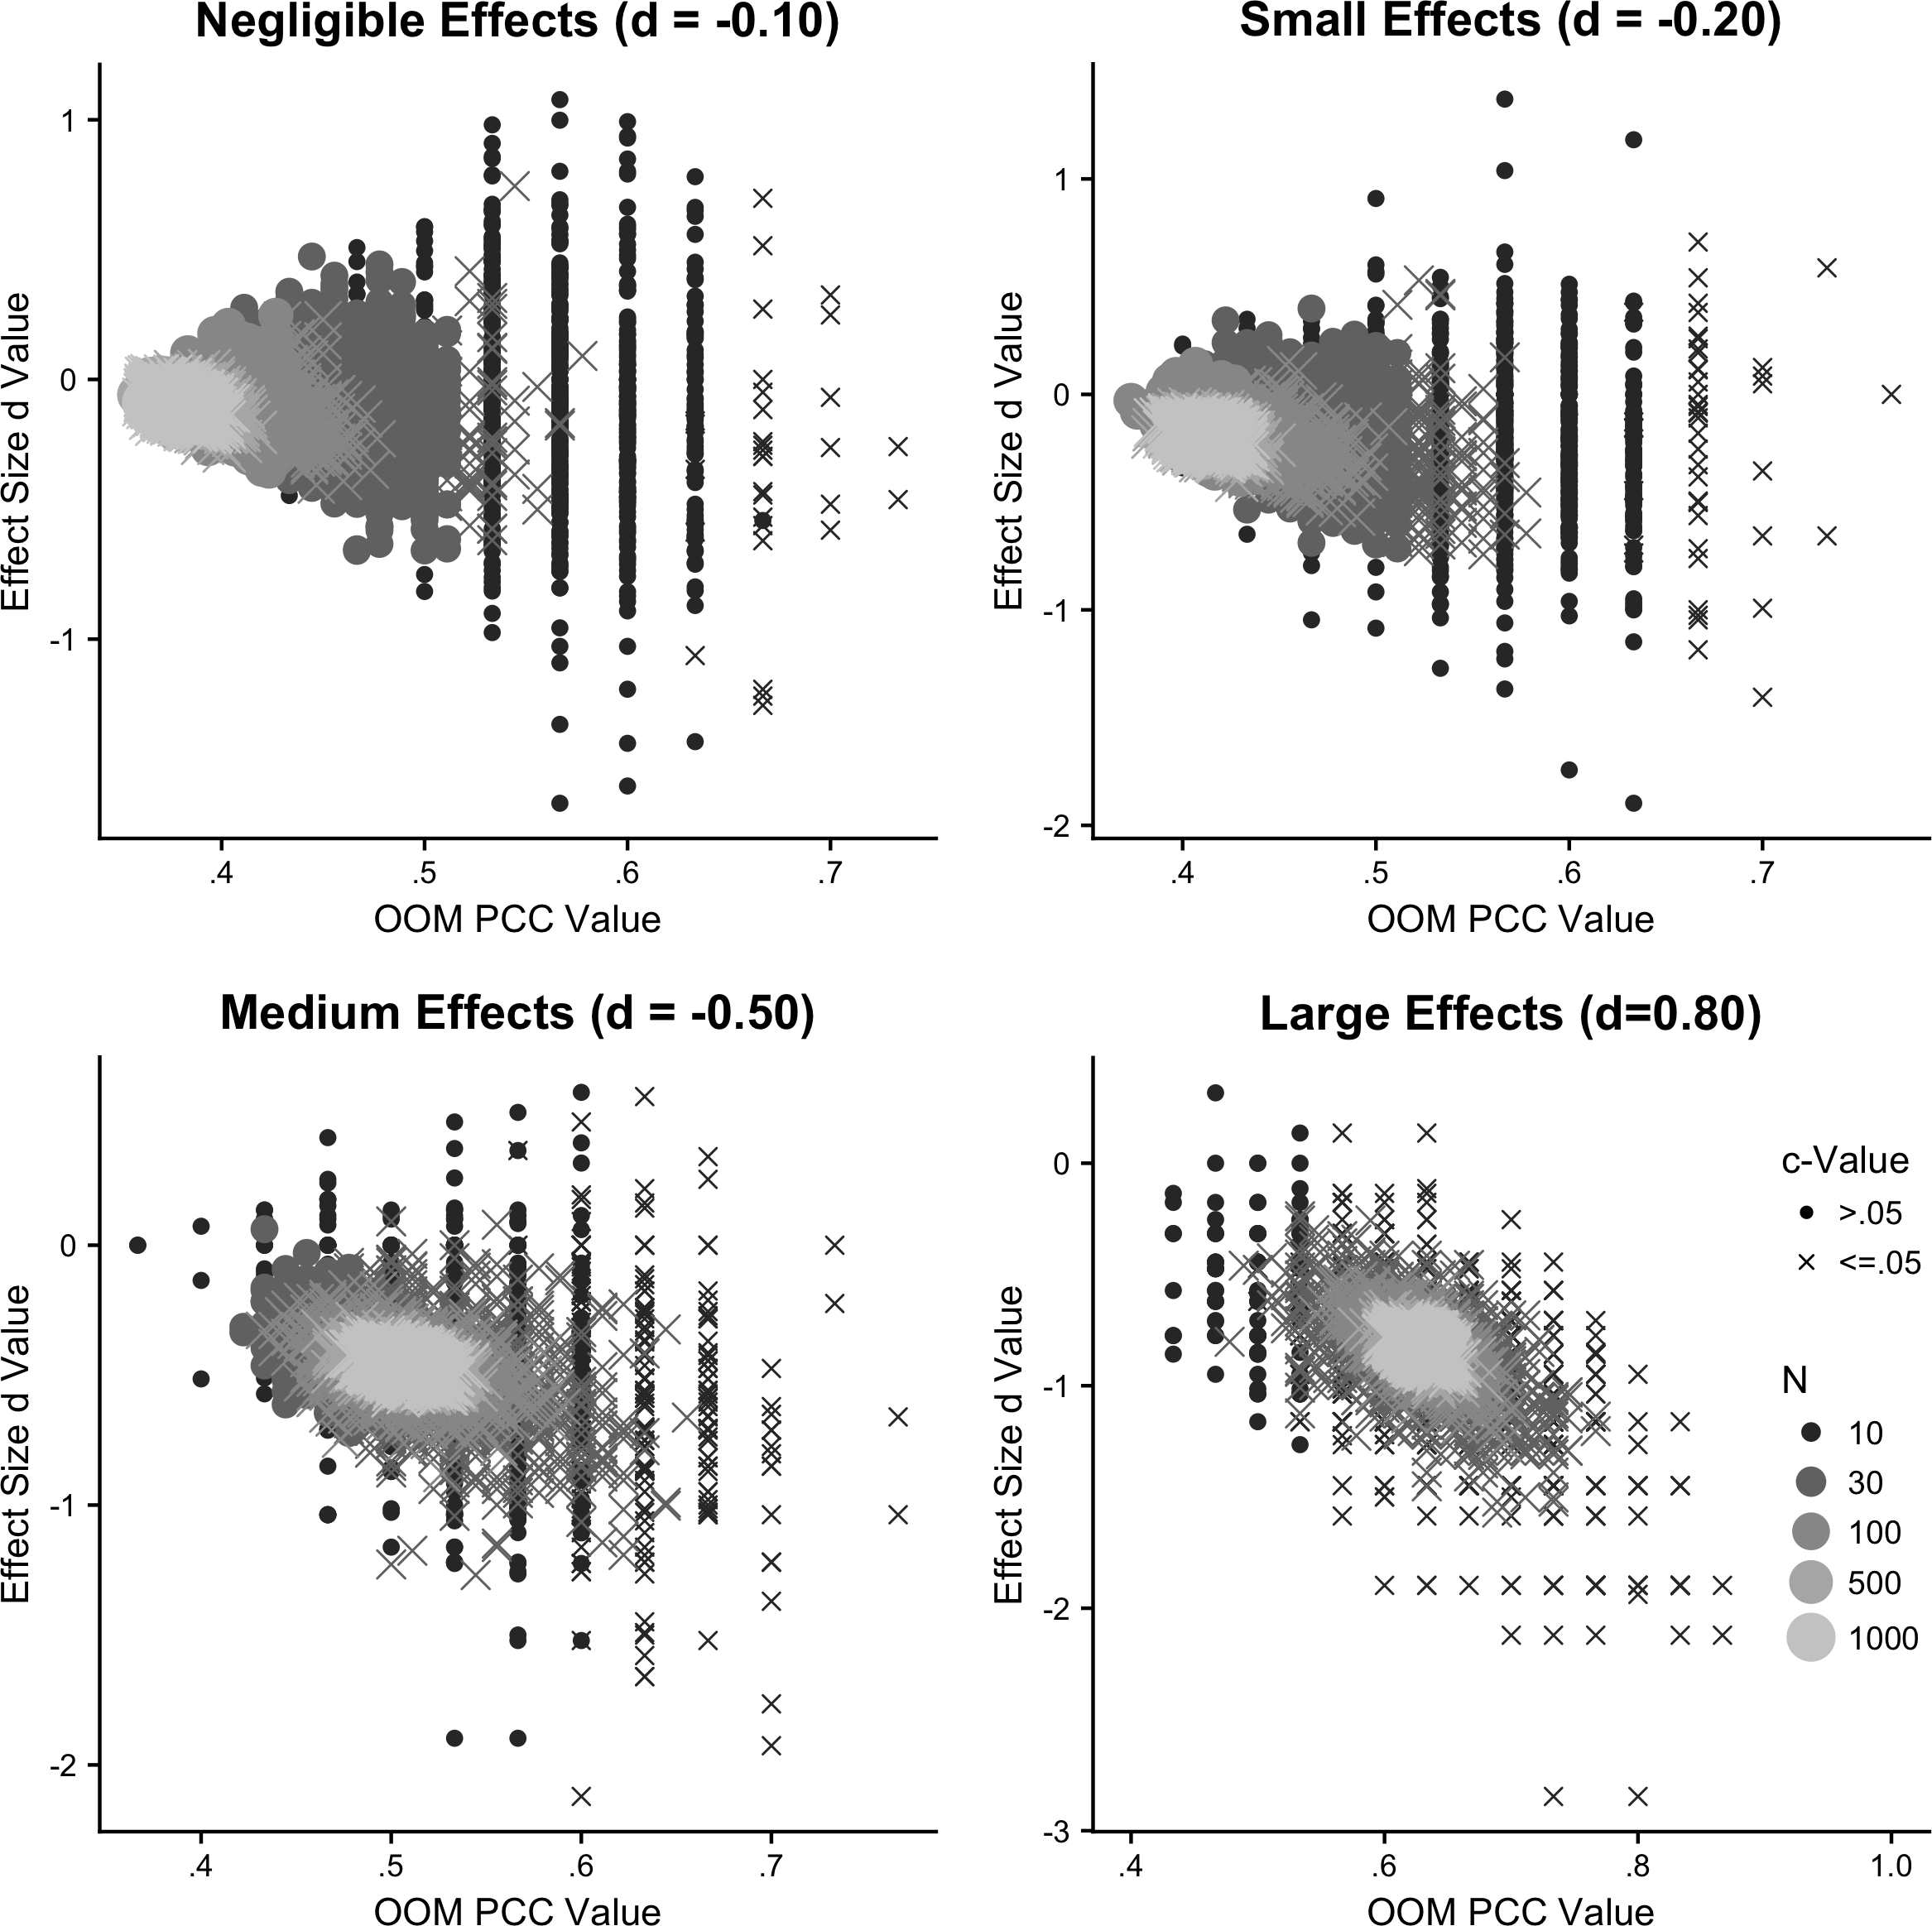 Negligible Effects (d = -0.10)
Effect Size d Value
1
0
-1
.4 .5 .6 .7
OOM PCC Value
Small Effects (d = -0.20)
Effect Size d Value
1
0
-1
-2
.4 .5 .6 .7
OOM PCC Value
Medium Effects (d = -0.50)
Effect Size d Value
0
-1
-2
.4 .5 .6 .7
OOM PCC Value
Large Effects (d=0.80)
Effect Size d Value
0
-1
-2
-3
.4 .6 .8 1.0
OOM PCC Value
c-Value
>.05
<=.05
N
10
30
100
500
1000